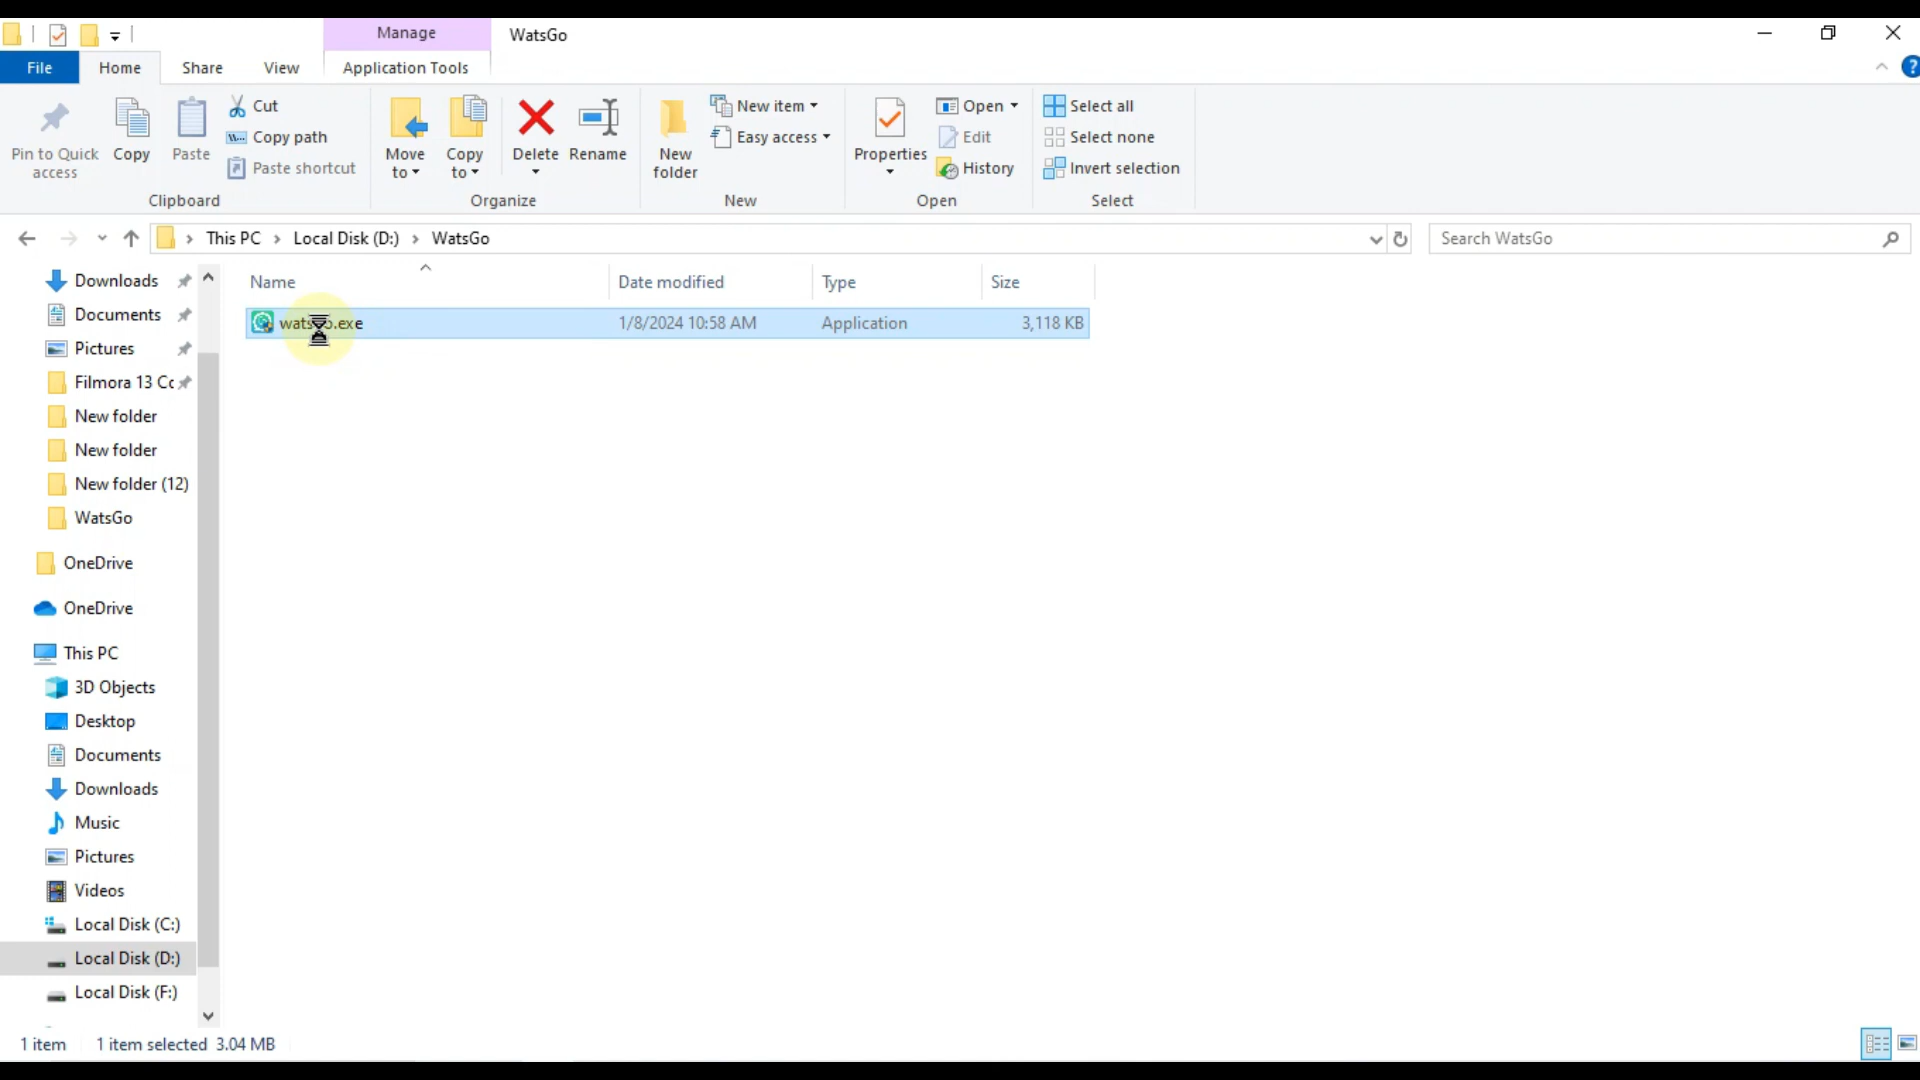 Manage
WatsGo
File
Home
Share
View
Application Tools
Pin to Quick
access
Copy
Paste
Cut
Copy path
Paste shortcut
Clipboard
Move
to
Copy
to
Delete
Rename
Organize
New
folder
New item
Easy access
New
Properties
Open
Edit
History
Open
Select all
Select none
Invert selection
Select
This PC > Local Disk (D:) > WatsGo
Search WatsGo
Name
Date modified
Type
Size
1/8/2024 10:58 AM
Application
3,118 KB
Downloads
Documents
Pictures
Filmora 13 Cc
New folder
New folder
New folder (12)
WatsGo
OneDrive
OneDrive
This PC
3D Objects
Desktop
Documents
Downloads
Music
Pictures
Videos
Local Disk (C:)
Local Disk (D:)
Local Disk (F:)
1 item
1 item selected 3.04 MB